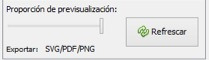 Proporción de previsualización:
Refrescar
Exportar: SVG/PDF/PNG